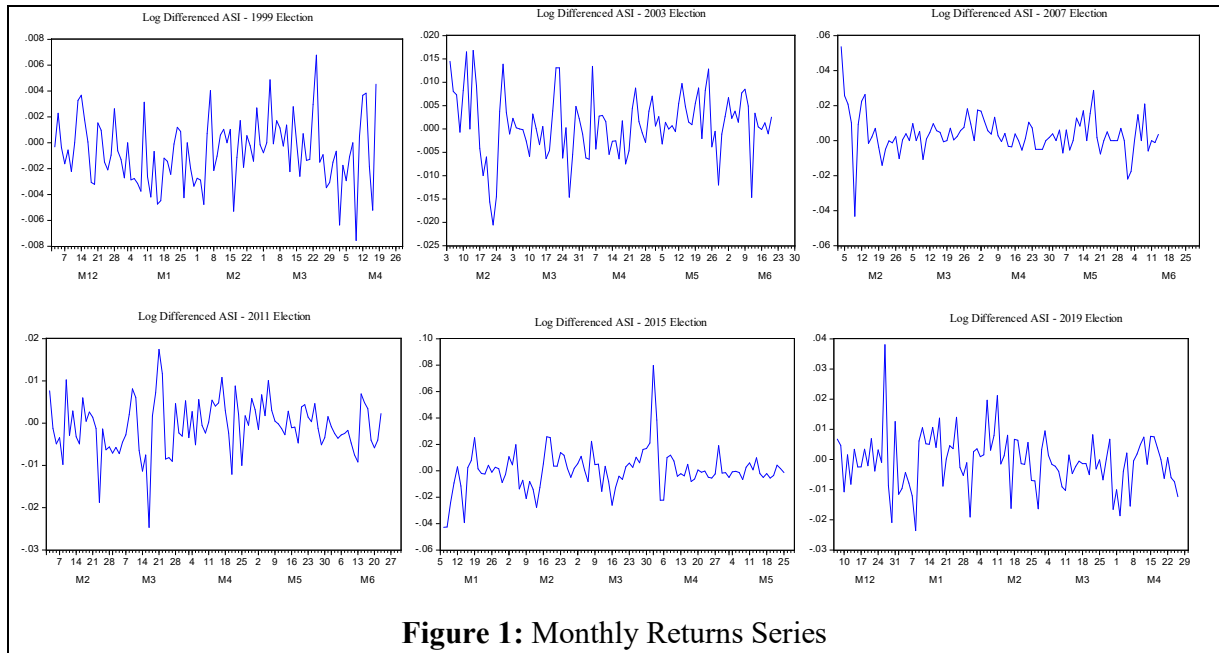 Log Differenced ASI - 1999 Election
.008
.006
.004
.002
.000
-.002
-.004
-.006
-.008
7 14 21 28 4 11 18 25 1 8 15 22 1 8 15 22 29 5 12 19 26
M12 M1 M2 M3 M4
Log Differenced ASI - 2003 Election
.020
.015
.010
.005
.000
-.005
-.010
-.015
-.020
-.025
3 10 17 24 3 10 17 24 31 7 14 21 28 5 12 19 26 2 9 16 23 30
M2 M3 M4 M5 M6
Log Differenced ASI - 2007 Election
.06
.04
.02
.00
-.02
-.04
-.06
5 12 19 26 5 12 19 26 2 9 16 23 30 7 14 21 28 4 11 18 25
M2 M3 M4 M5 M6
Log Differenced ASI - 2011 Election
.02
.01
.00
-.01
-.02
-.03
7 14 21 28 7 14 21 28 4 11 18 25 2 9 16 23 30 6 13 20 27
M2 M3 M4 M5 M6
Log Differenced ASI - 2015 Election
.10
.08
.06
.04
.02
.00
-.02
-.04
-.06
5 12 19 26 2 9 16 23 2 9 16 23 30 6 13 20 27 4 11 18 25
M1 M2 M3 M4 M5
Log Differenced ASI - 2019 Election
.04
.03
.02
.01
.00
-.01
-.02
-.03
10 17 24 31 7 14 21 28 4 11 18 25 4 11 18 25 1 8 15 22 29
M12 M1 M2 M3 M4
Figure 1: Monthly Returns Series